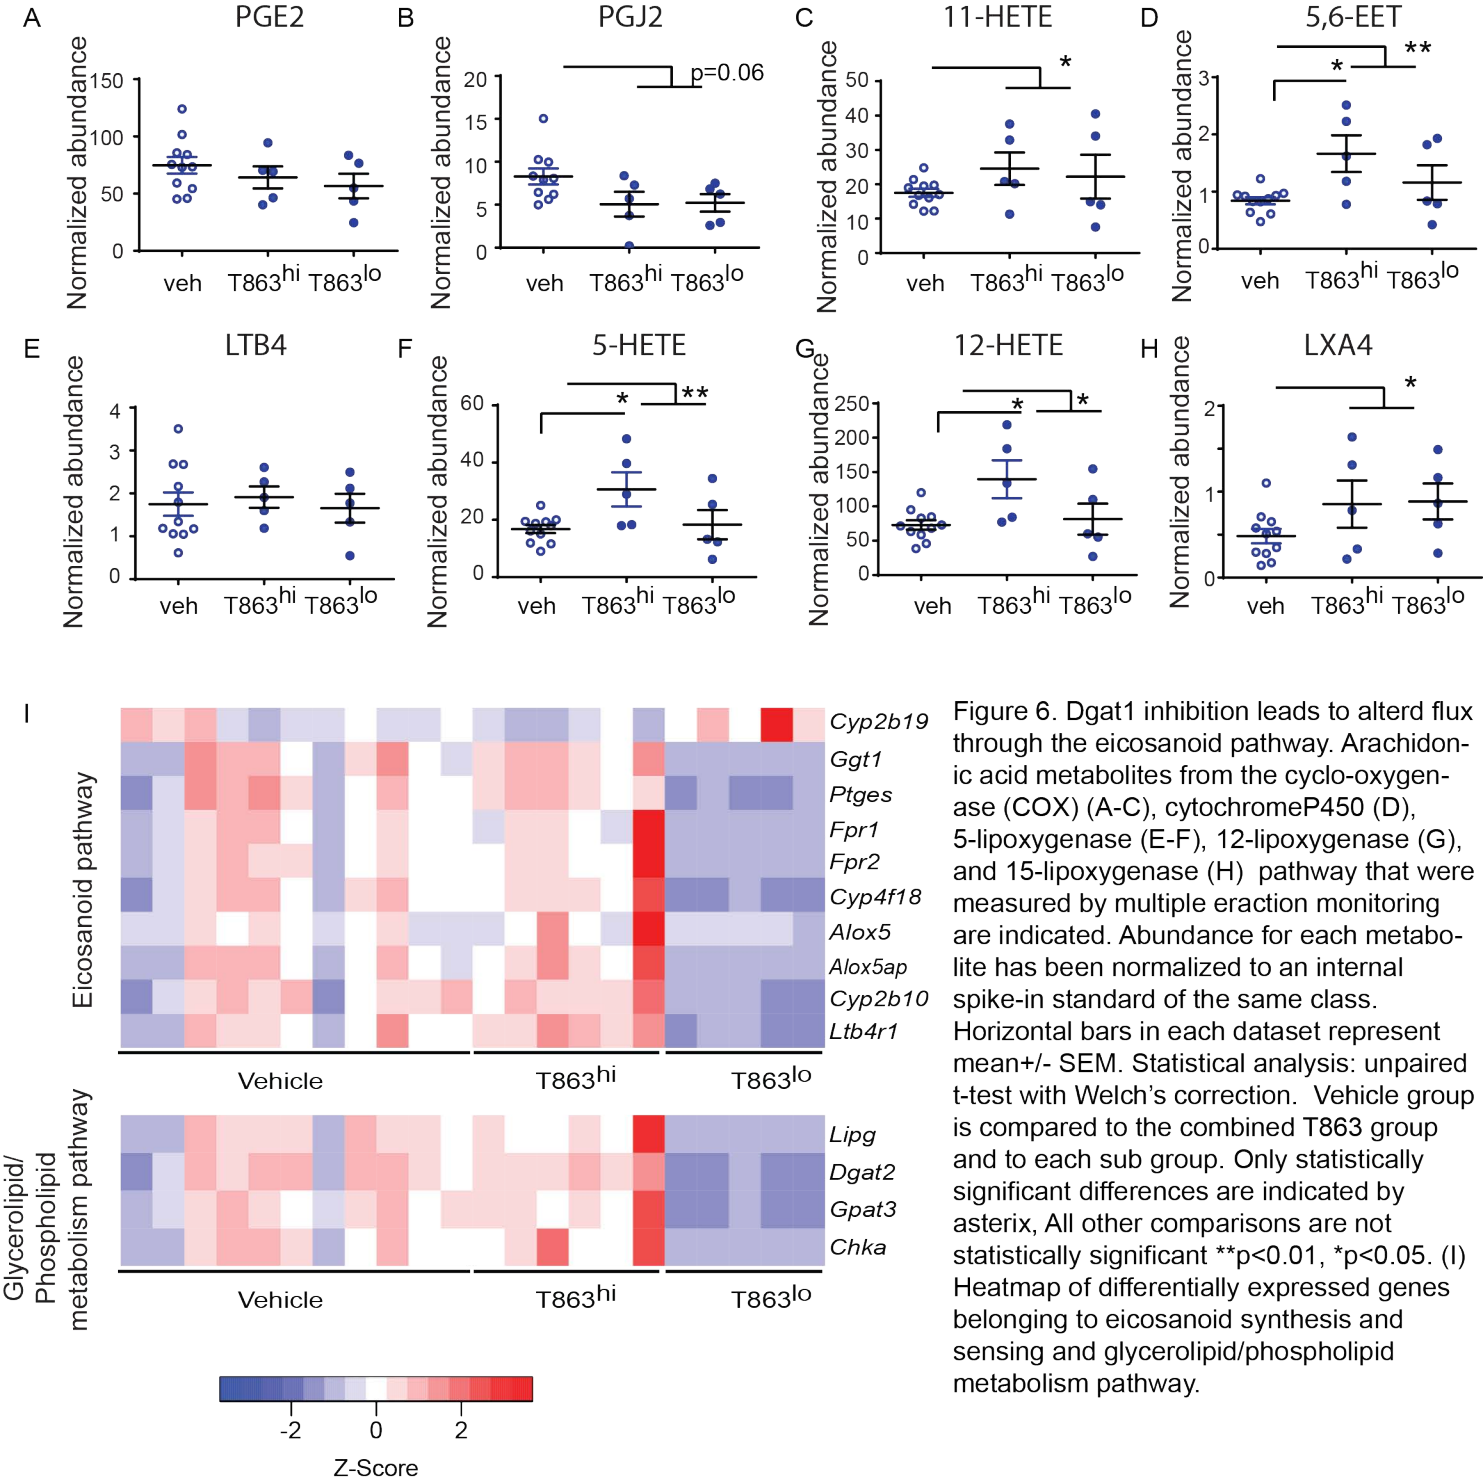 A
PGE2
Normalized abundance
150
100
50
0
veh
T863hi
T863lo
B
PGJ2
Normalized abundance
20
15
10
5
0
p=0.06
veh
T863hi
T863lo
C
11-HETE
Normalized abundance
50
40
30
20
10
0
*
veh
T863hi
T863lo
D
5,6-EET
Normalized abundance
3
2
1
0
*
**
veh
T863hi
T863lo
E
LTB4
Normalized abundance
4
3
2
1
0
veh
T863hi
T863lo
F
5-HETE
Normalized abundance
60
40
20
0
*
**
veh
T863hi
T863lo
G
12-HETE
Normalized abundance
250
200
150
100
50
0
*
*
veh
T863hi
T863lo
H
LXA4
Normalized abundance
2
1
0
*
veh
T863hi
T863lo
I
Eicosanoid pathway
Cyp2b19
Ggt1
Ptges
Fpr1
Fpr2
Cyp4f18
Alox5
Alox5ap
Cyp2b10
Ltb4r1
Vehicle
T863hi
T863lo
Glycerolipid/
Phospholipid
metabolism pathway
Lipg
Dgat2
Gpat3
Chka
Vehicle
T863hi
T863lo
-2
0
2
Z-Score
Figure 6. Dgat1 inhibition leads to alterd flux
through the eicosanoid pathway. Arachidon-
ic acid metabolites from the cyclo-oxygen-
ase (COX) (A-C), cytochromeP450 (D),
5-lipoxygenase (E-F), 12-lipoxygenase (G),
and 15-lipoxygenase (H) pathway that were
measured by multiple eraction monitoring
are indicated. Abundance for each metabo-
lite has been normalized to an internal
spike-in standard of the same class.
Horizontal bars in each dataset represent
mean+/- SEM. Statistical analysis: unpaired
t-test with Welch's correction. Vehicle group
is compared to the combined T863 group
and to each sub group. Only statistically
significant differences are indicated by
asterix, All other comparisons are not
statistically significant **p<0.01, *p<0.05. (I)
Heatmap of differentially expressed genes
belonging to eicosanoid synthesis and
sensing and glycerolipid/phospholipid
metabolism pathway.